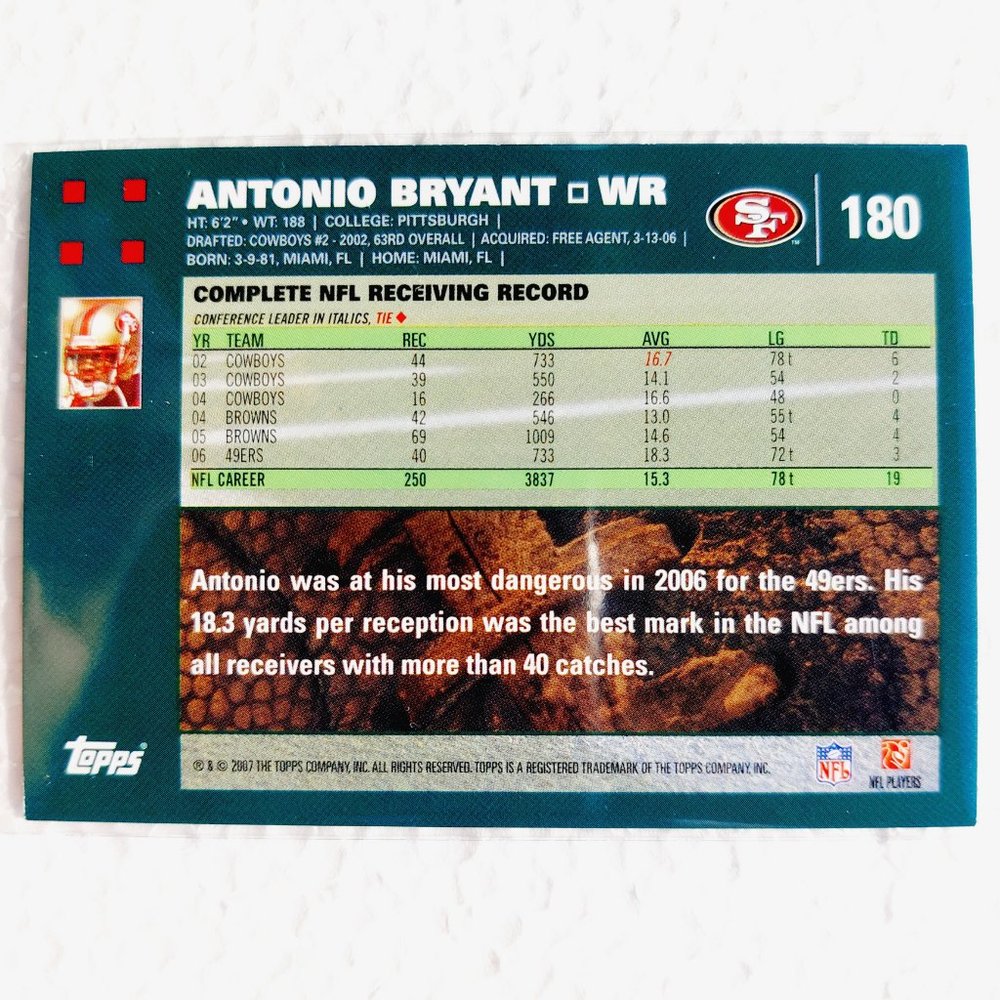 ANTONIO BRYANT □ WR
HT: 6'2" • WT: 188 | COLLEGE: PITTSBURGH |
DRAFTED: COWBOYS #2 - 2002, 63RD OVERALL | ACQUIRED: FREE AGENT, 3-13-06 |
BORN: 3-9-81, MIAMI, FL | HOME: MIAMI, FL |
SF
TM
180
COMPLETE NFL RECEIVING RECORD
CONFERENCE LEADER IN ITALICS, TIE ♦
YR TEAM REC YDS AVG LG TD
02 COWBOYS 44 733 16.7 78 t 6
03 COWBOYS 39 550 14.1 54 2
04 COWBOYS 16 266 16.6 48 0
04 BROWNS 42 546 13.0 55 t 4
05 BROWNS 69 1009 14.6 54 4
06 49ERS 40 733 18.3 72 t 3
NFL CAREER 250 3837 15.3 78 t 19
Antonio was at his most dangerous in 2006 for the 49ers. His
18.3 yards per reception was the best mark in the NFL among
all receivers with more than 40 catches.
topps®
® & © 2007 THE TOPPS COMPANY, INC. ALL RIGHTS RESERVED. TOPPS IS A REGISTERED TRADEMARK OF THE TOPPS COMPANY, INC.
NFL
NFL PLAYERS